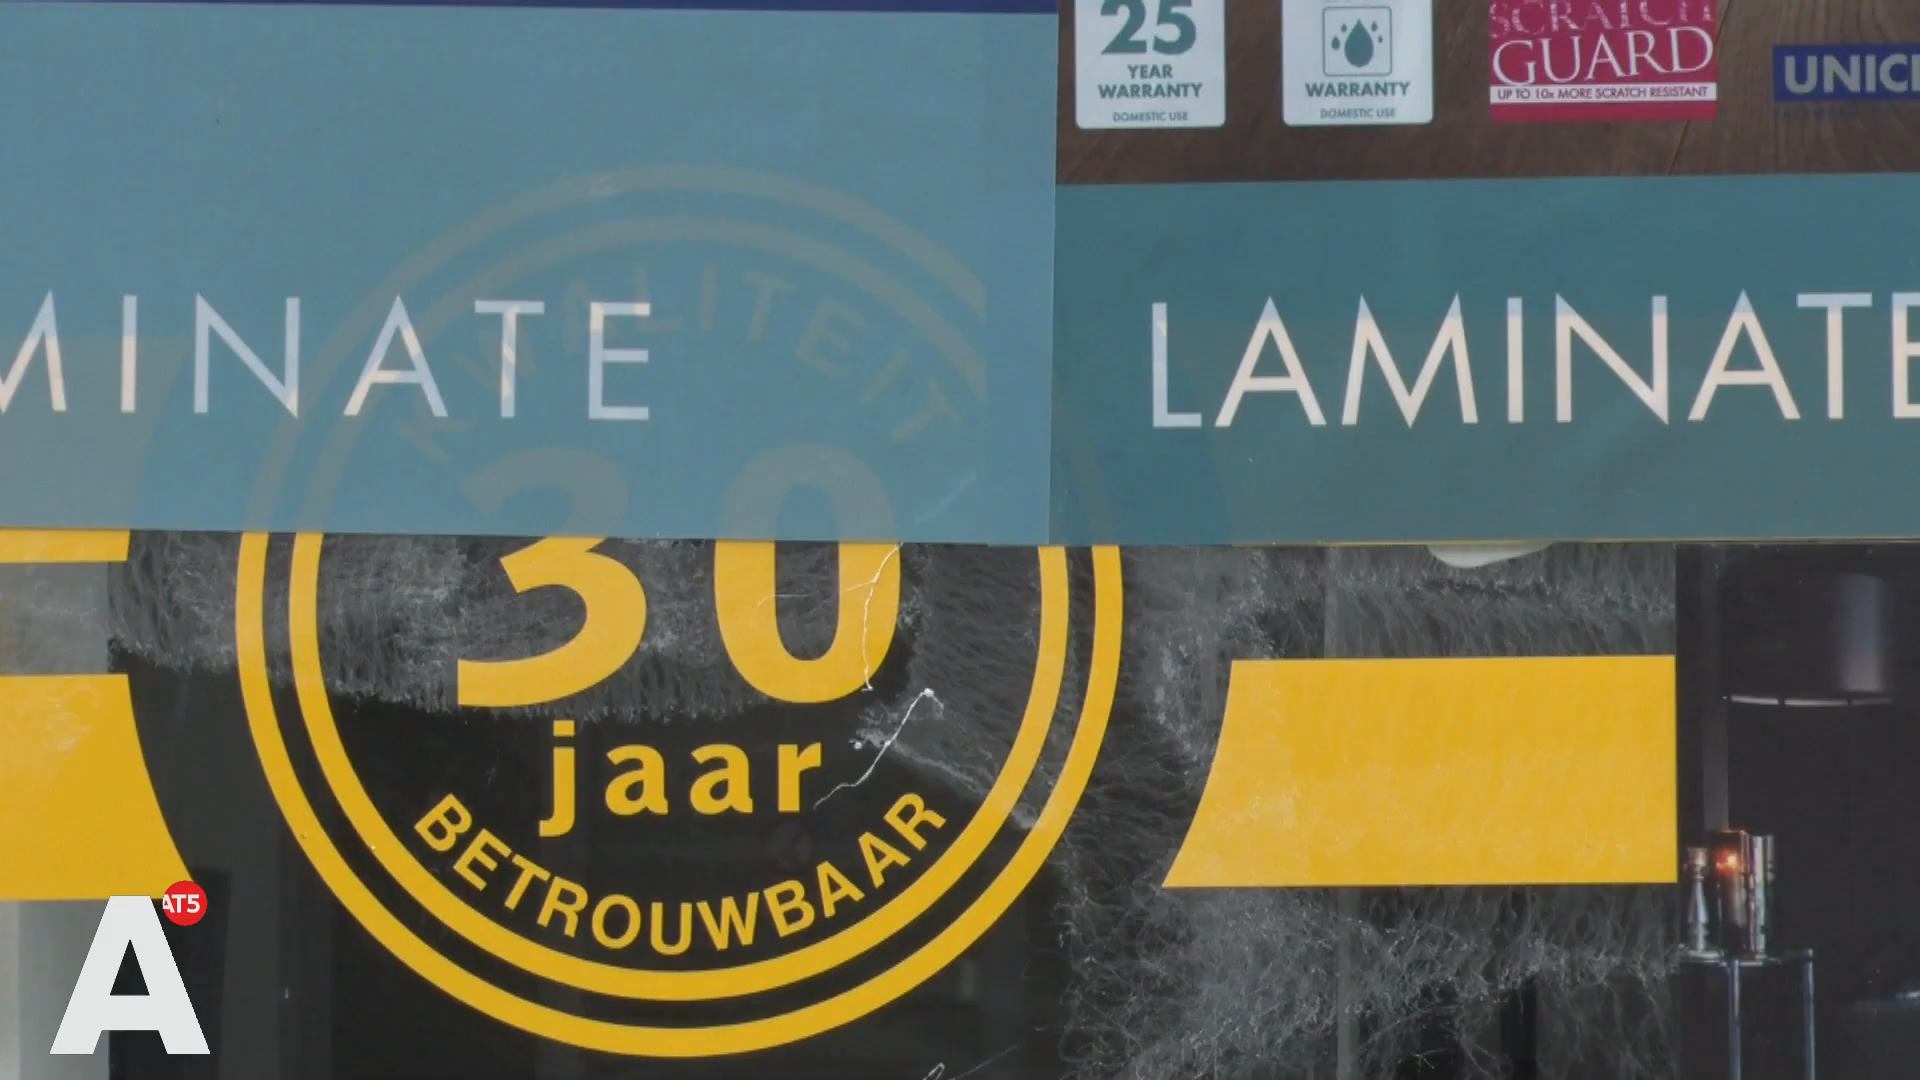 25
YEAR
WARRANTY
DOMESTIC USE
WARRANTY
DOMESTIC USE
SCRATCH
GUARD
UP TO 10x MORE SCRATCH RESISTANT
UNICL
MINATE
LAMINATE
KWALITEIT
30
jaar
BETROUWBAAR
A
AT5